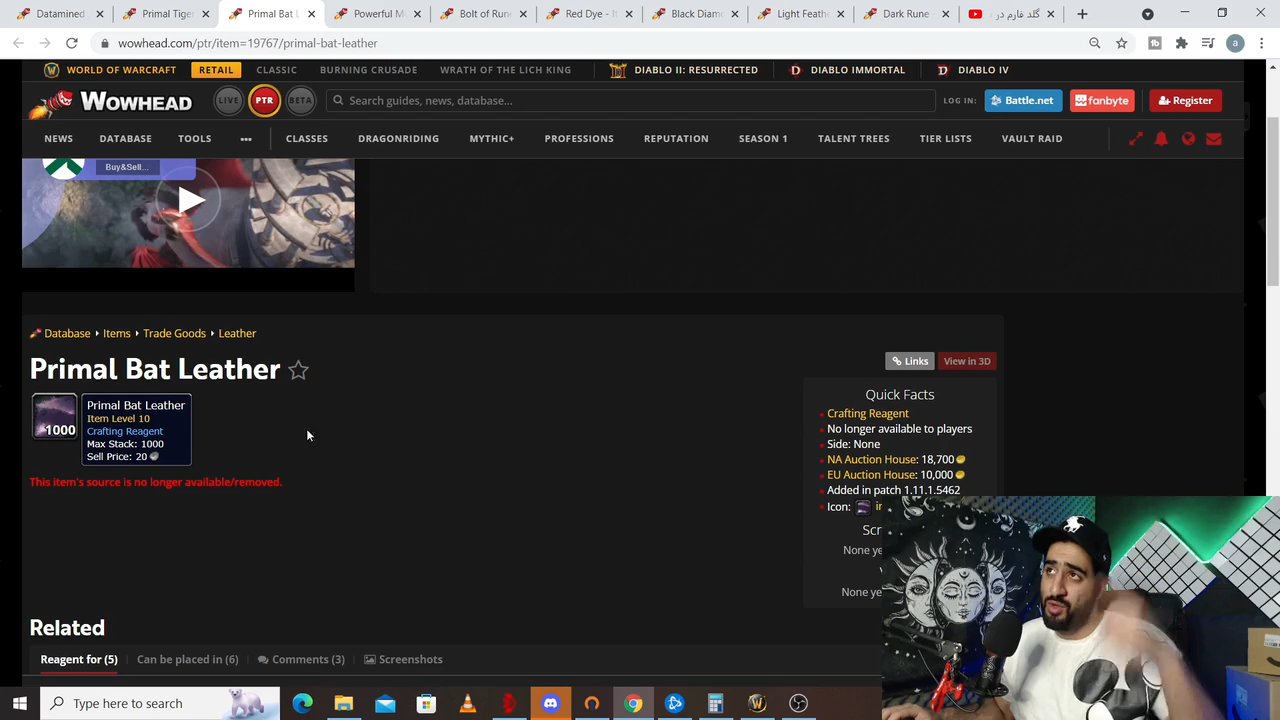 Datamined
Primal Tige
Primal Bat L
Powerful M
Bolt of Rune
Red Dye - It
Black Diamo
Light Feathe
Dark Rune
گلد فارم در
wowhead.com/ptr/item=19767/primal-bat-leather
a
WORLD OF WARCRAFT
RETAIL
CLASSIC
BURNING CRUSADE
WRATH OF THE LICH KING
DIABLO II: RESURRECTED
DIABLO IMMORTAL
DIABLO IV
WOWHEAD
LIVE
PTR
BETA
Search guides, news, database...
LOG IN:
Battle.net
fanbyte
Register
NEWS
DATABASE
TOOLS
CLASSES
DRAGONRIDING
MYTHIC+
PROFESSIONS
REPUTATION
SEASON 1
TALENT TREES
TIER LISTS
VAULT RAID
Buy&Sell...
Database
Items
Trade Goods
Leather
Primal Bat Leather
Links
View in 3D
1000
Primal Bat Leather
Item Level 10
Crafting Reagent
Max Stack: 1000
Sell Price: 20
This item's source is no longer available/removed.
Quick Facts
Crafting Reagent
No longer available to players
Side: None
NA Auction House: 18,700
EU Auction House: 10,000
Added in patch 1.11.1.5462
Icon:
Related
Reagent for (5)
Can be placed in (6)
Comments (3)
Screenshots
Type here to search